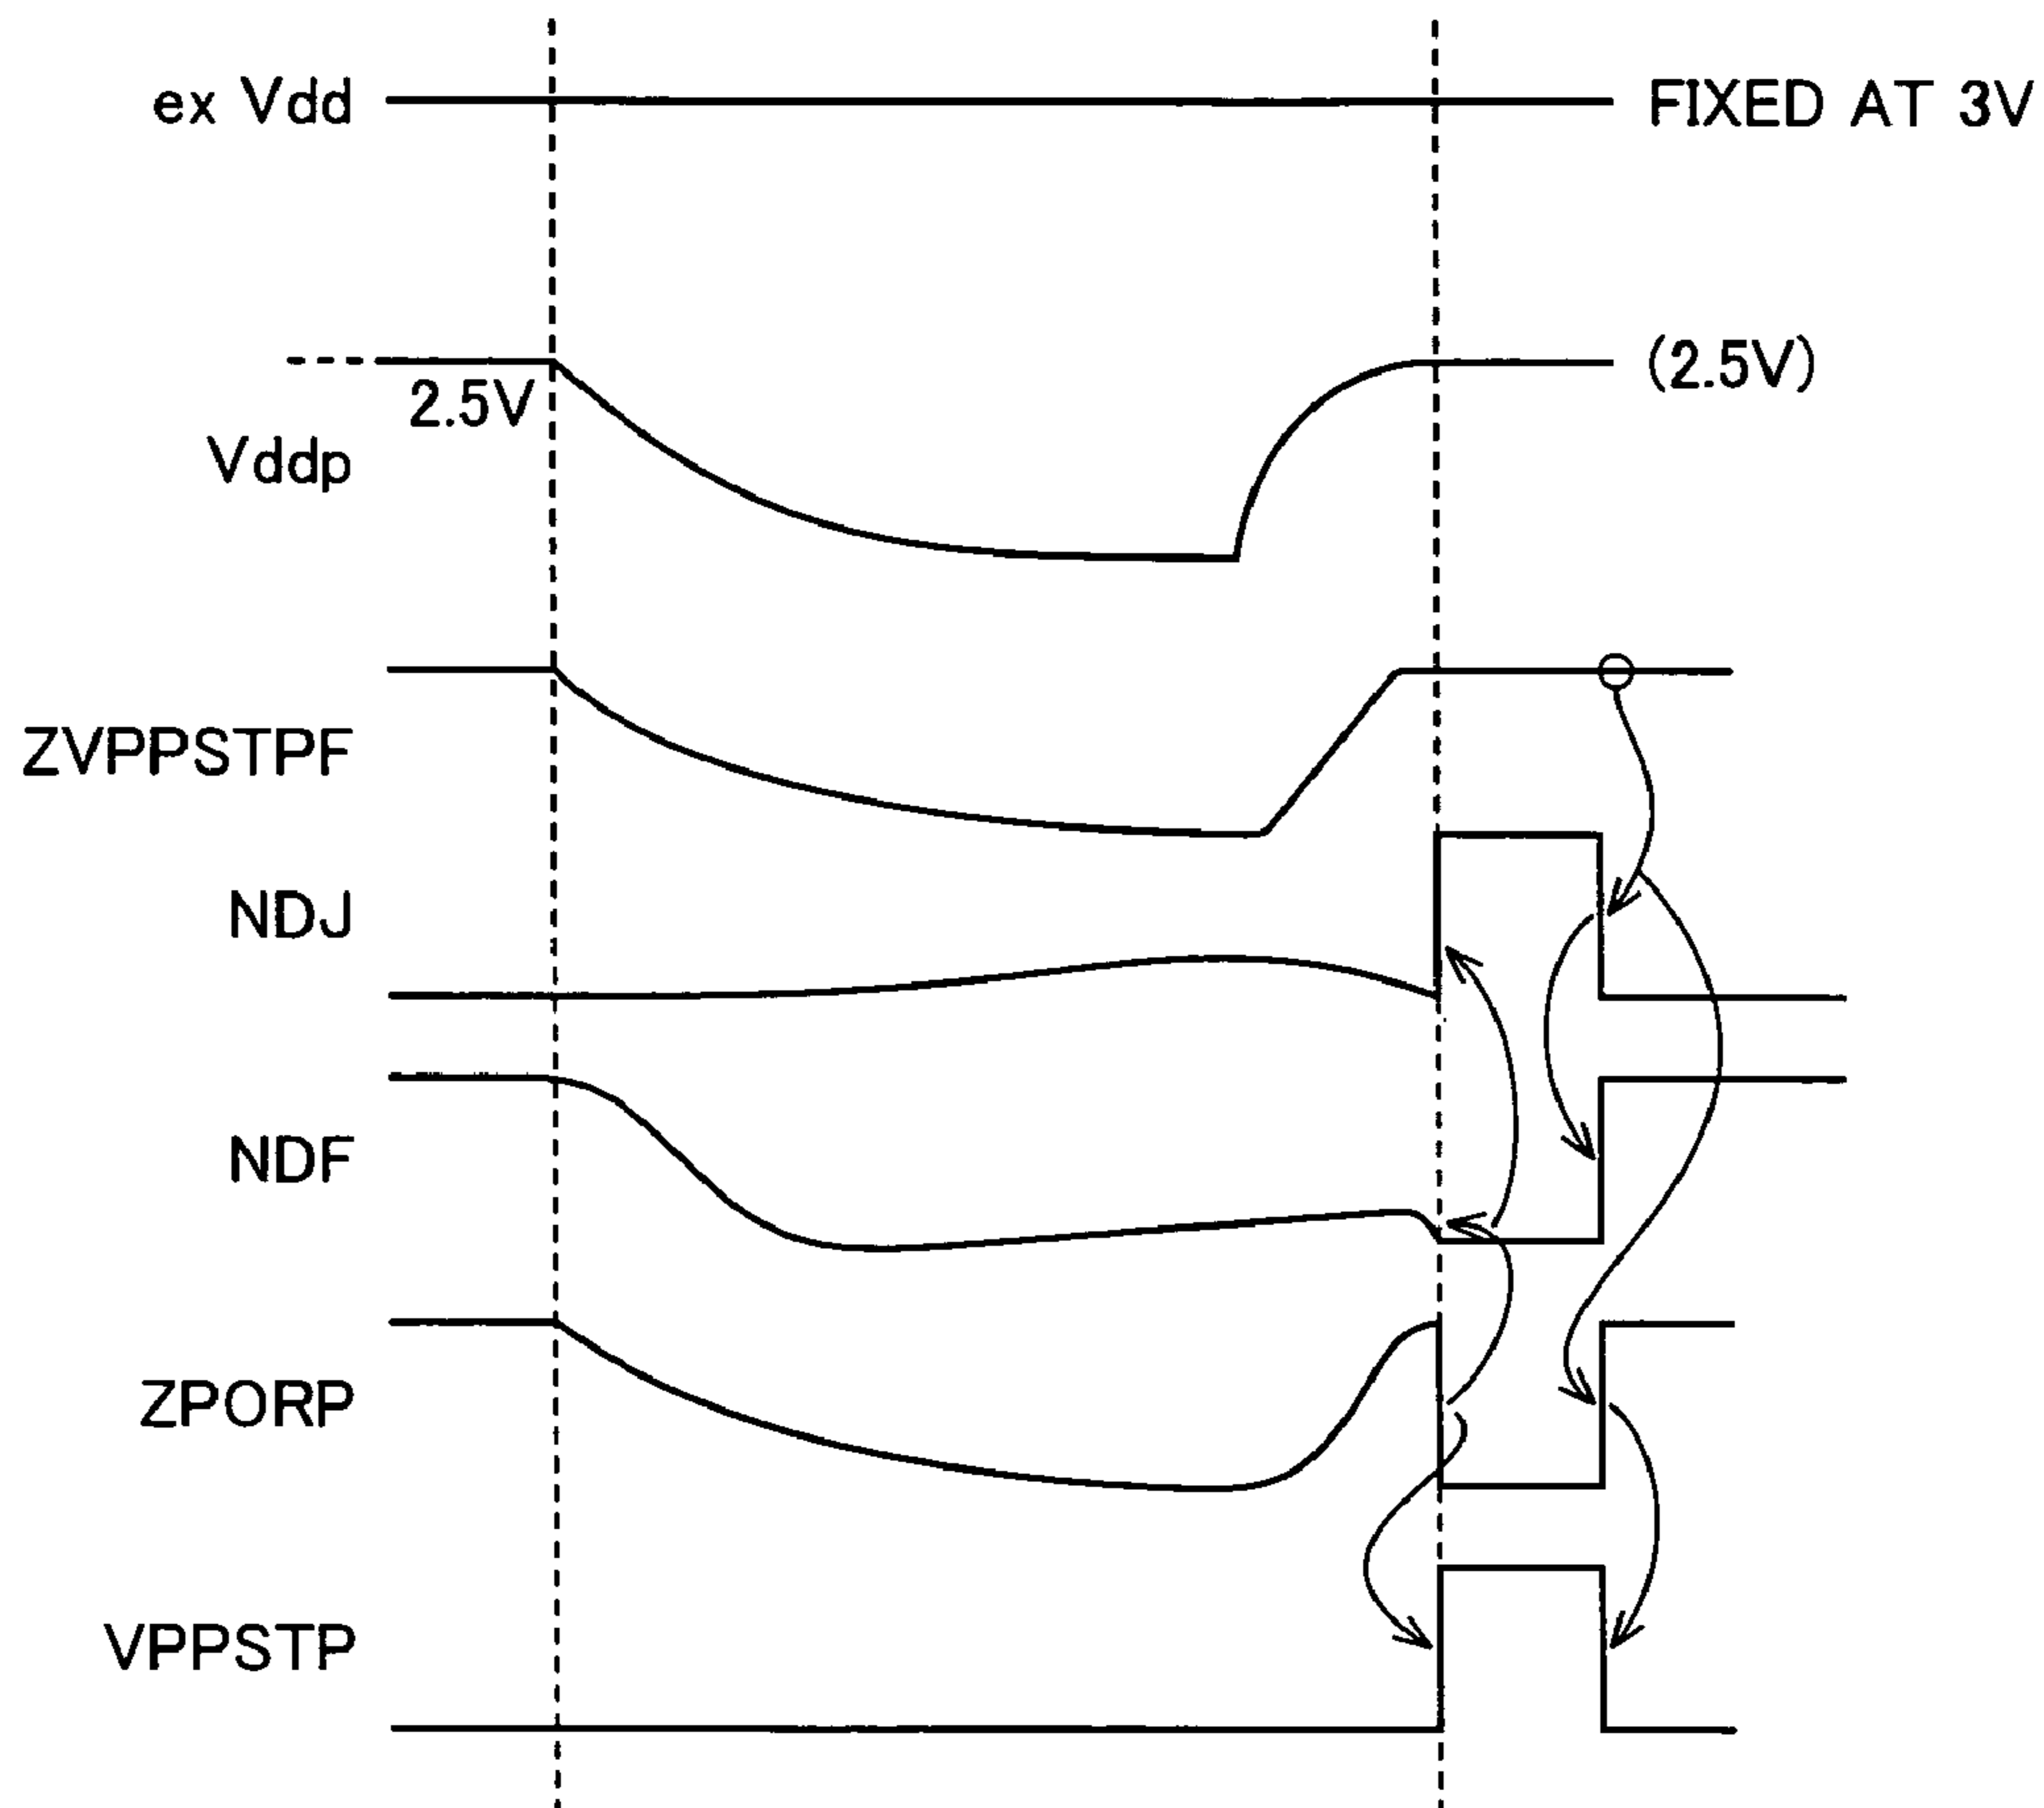 ex Vdd FIXED AT 3V
(2.5V)
2.5V
Vddp
ZVPPSTPF
NDJ
NDF
ZPORP
VPPSTP